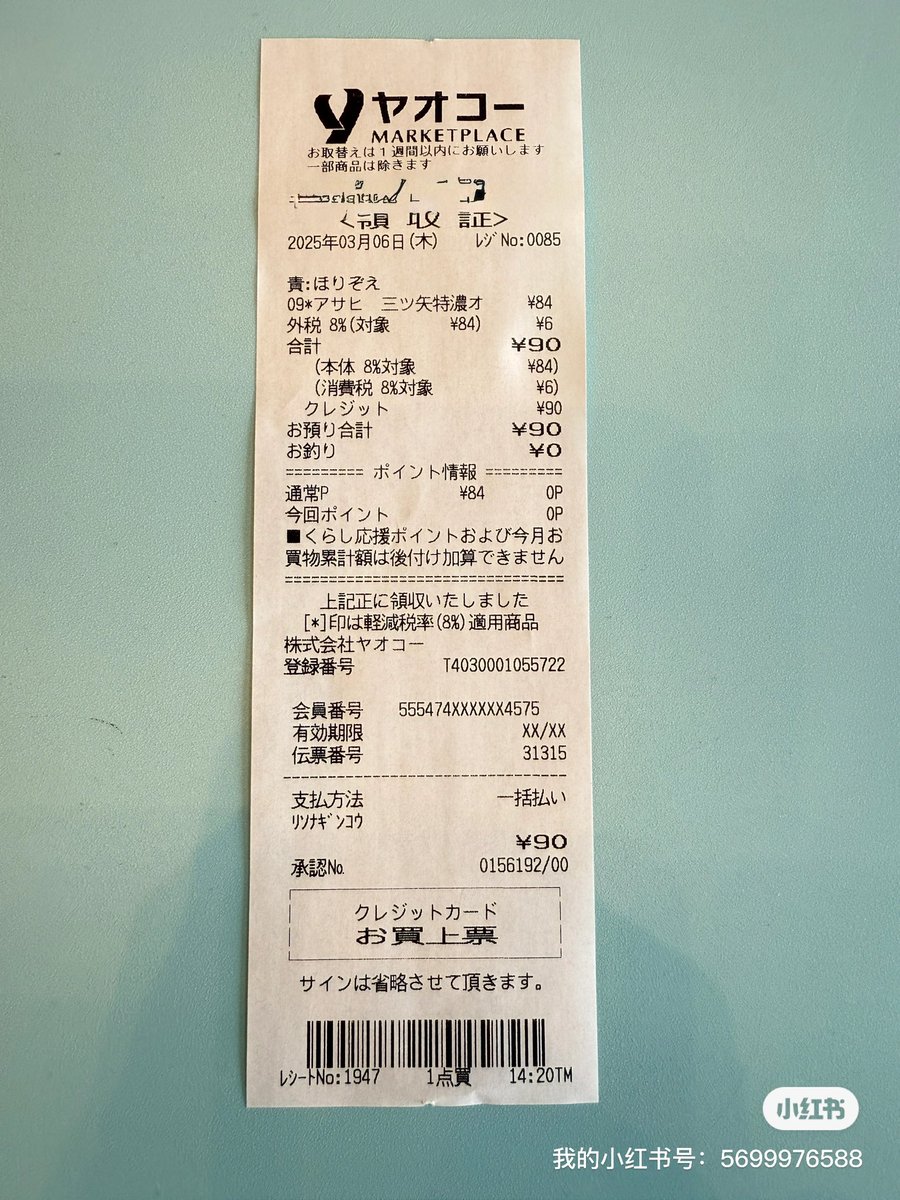 ヤオコー
MARKETPLACE
お取替えは1週間以内にお願いします
一部商品は除きます
<領 収 証>
2025年03月06日(木) レジNo:0085
責:ほりぞえ
09*アサヒ 三ツ矢特濃オ ¥84
外税 8%(対象 ¥84) ¥6
合計 ¥90
(本体 8%対象 ¥84)
(消費税 8%対象 ¥6)
クレジット ¥90
お預り合計 ¥90
お釣り ¥0
========= ポイント情報 =========
通常P ¥84 0P
今回ポイント 0P
■くらし応援ポイントおよび今月お
買物累計額は後付け加算できません
================================
上記正に領収いたしました
[*]印は軽減税率(8%)適用商品
株式会社ヤオコー
登録番号 T4030001055722
会員番号 555474XXXXXX4575
有効期限 XX/XX
伝票番号 31315
--------------------------------
支払方法 一括払い
リソナギンコウ
¥90
承認No. 0156192/00
クレジットカード
お買上票
サインは省略させて頂きます。
レシートNo:1947 1点買 14:20TM
小红书
我的小红书号：5699976588